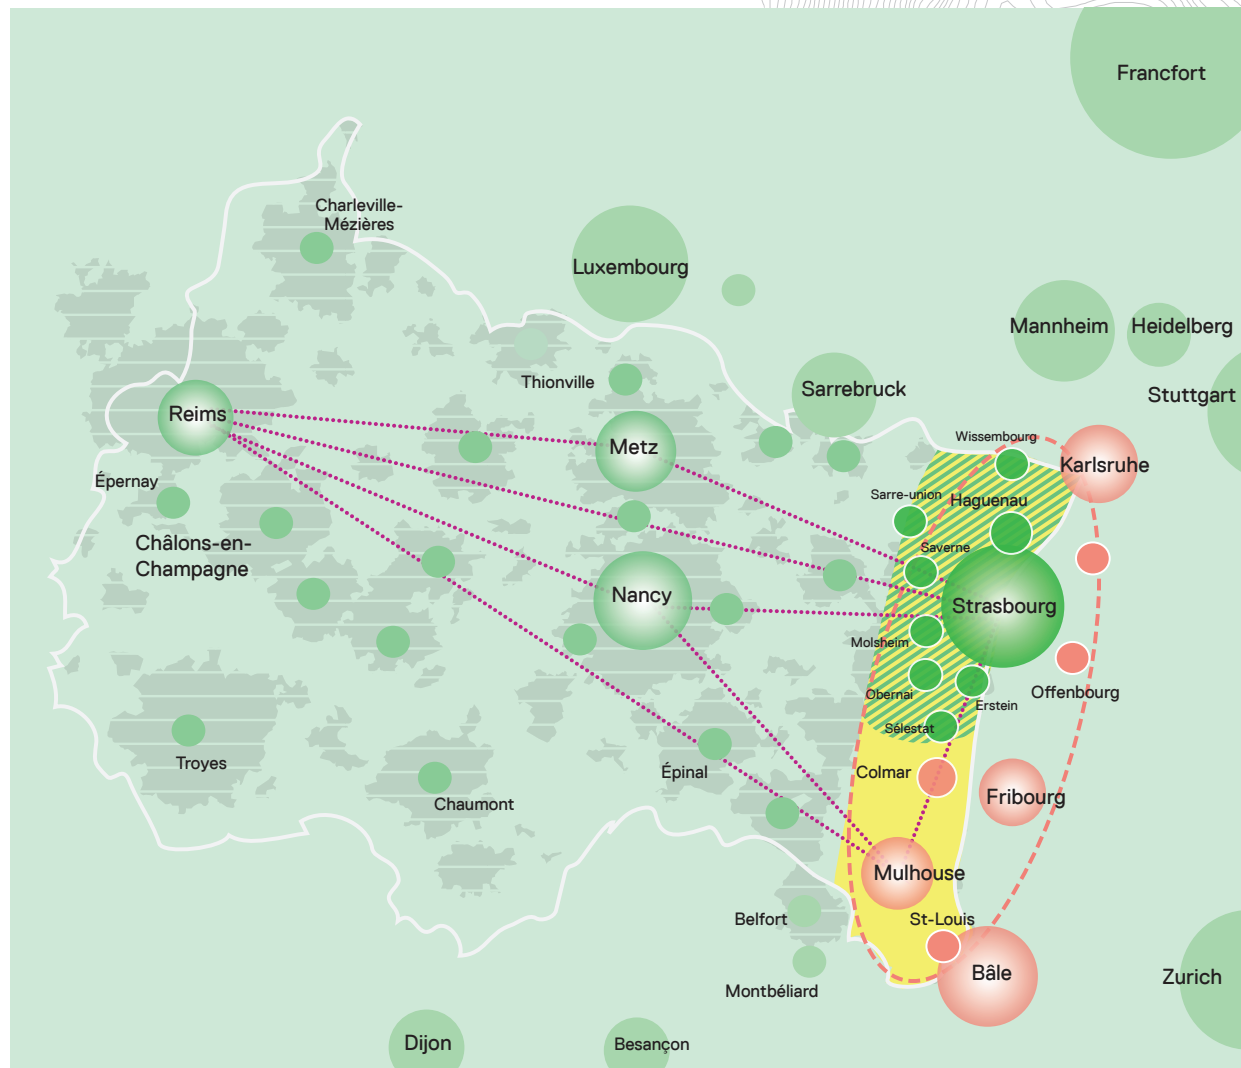 Francfort
Charleville-
Mézières
Luxembourg
Mannheim
Heidelberg
Thionville
Sarrebruck
Stuttgart
Reims
Metz
Wissembourg
Karlsruhe
Épernay
Sarre-union
Haguenau
Châlons-en-
Champagne
Saverne
Nancy
Strasbourg
Molsheim
Obernai
Erstein
Offenbourg
Sélestat
Troyes
Épinal
Colmar
Chaumont
Fribourg
Mulhouse
Belfort
St-Louis
Montbéliard
Bâle
Zurich
Dijon
Besançon